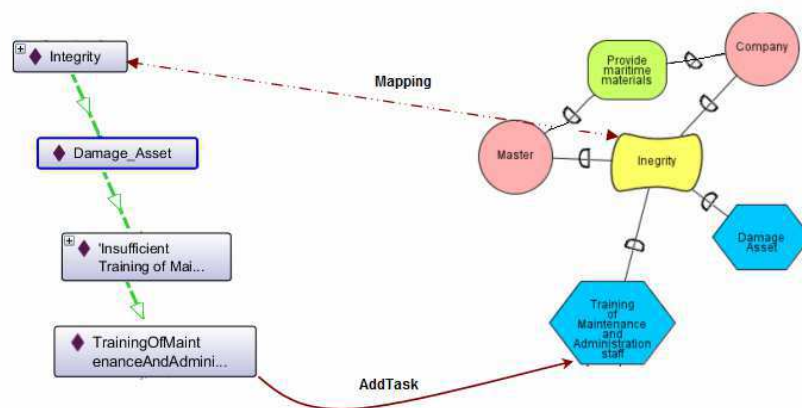 Integrity
Damage_Asset
'Insufficient
Training of Mai...
TrainingOfMaint
enanceAndAdmini...
Mapping
AddTask
Company
Provide
maritime
materials
Master
Inegrity
Damage
Asset
Training
of
Maintenance
and
Administration
staff